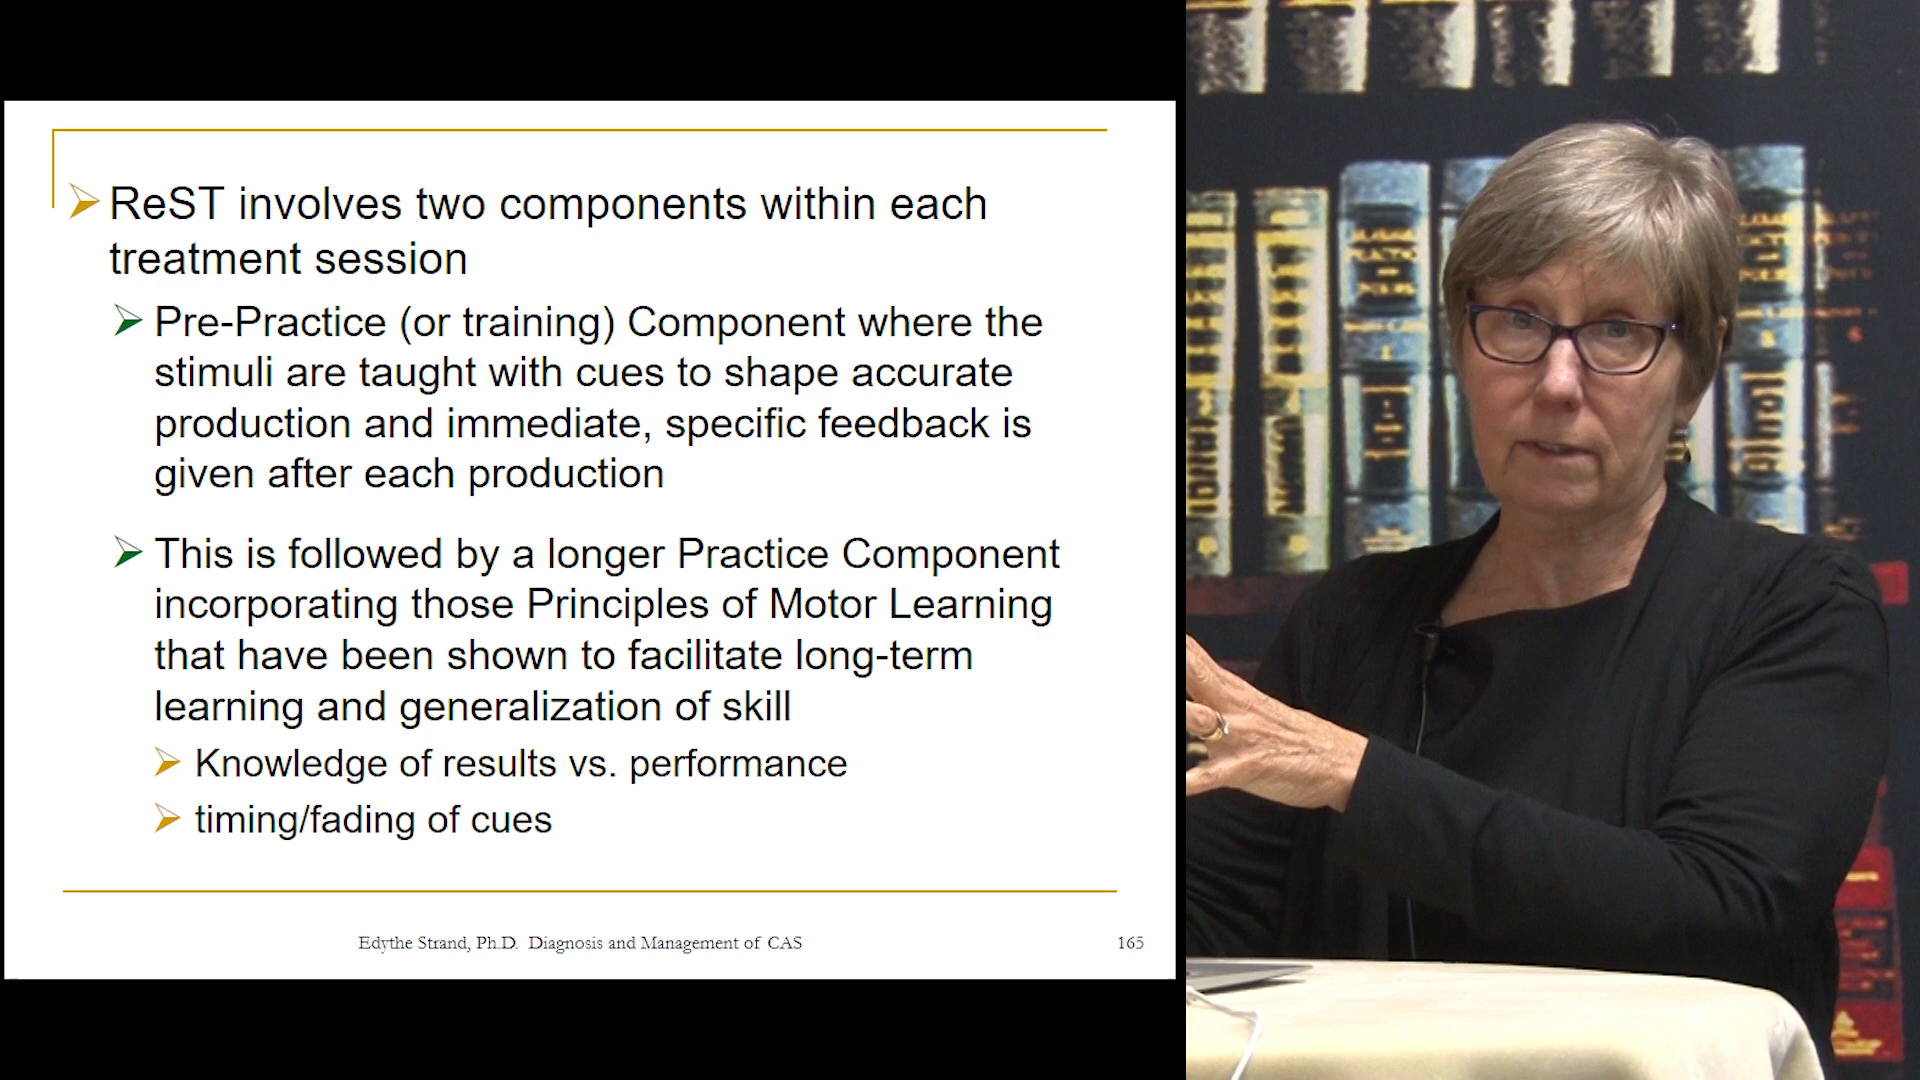 ReST involves two components within each
treatment session
Pre-Practice (or training) Component where the
stimuli are taught with cues to shape accurate
production and immediate, specific feedback is
given after each production
This is followed by a longer Practice Component
incorporating those Principles of Motor Learning
that have been shown to facilitate long-term
learning and generalization of skill
Knowledge of results vs. performance
timing/fading of cues
Edythe Strand, Ph.D.  Diagnosis and Management of CAS
165